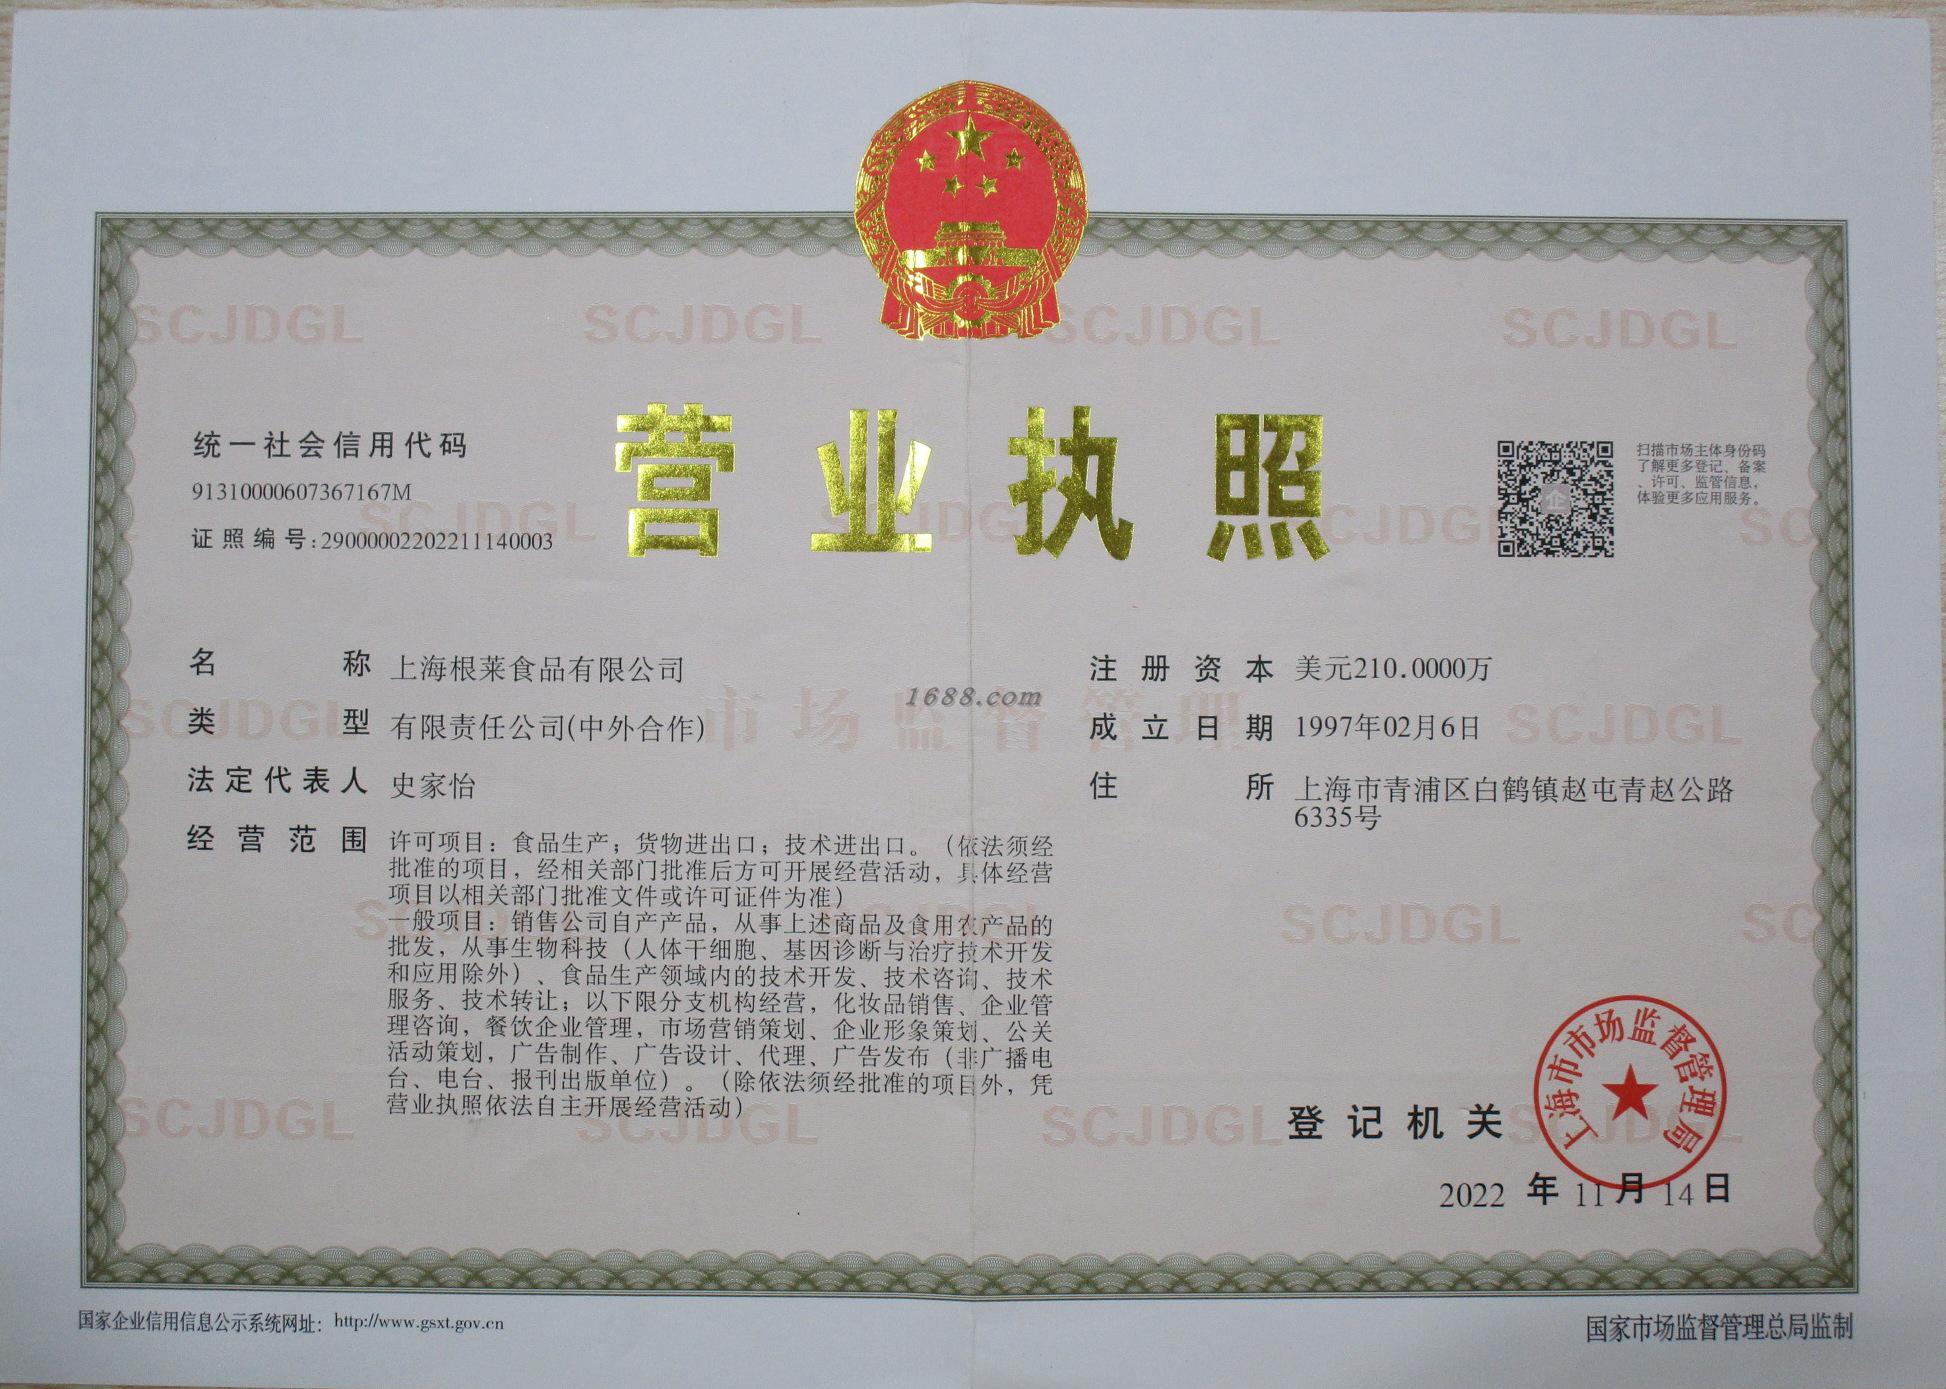 营业执照
统一社会信用代码
91310000607367167M
证照编号:29000002202211140003
扫描市场主体身份码
了解更多登记、备案
、许可、监管信息，
体验更多应用服务。
企
名称 上海根莱食品有限公司
类型 有限责任公司(中外合作)
法定代表人 史家怡
经营范围 许可项目：食品生产；货物进出口；技术进出口。（依法须经
批准的项目，经相关部门批准后方可开展经营活动，具体经营
项目以相关部门批准文件或许可证件为准）
一般项目：销售公司自产产品，从事上述商品及食用农产品的
批发，从事生物科技（人体干细胞、基因诊断与治疗技术开发
和应用除外）、食品生产领域内的技术开发、技术咨询、技术
服务、技术转让；以下限分支机构经营，化妆品销售、企业管
理咨询，餐饮企业管理，市场营销策划、企业形象策划、公关
活动策划，广告制作、广告设计、代理、广告发布（非广播电
台、电台、报刊出版单位）。（除依法须经批准的项目外，凭
营业执照依法自主开展经营活动）
注册资本 美元210.0000万
成立日期 1997年02月6日
住所 上海市青浦区白鹤镇赵屯青赵公路
6335号
1688.com
市场监督管理
SCJDGL SCJDGL SCJDGL SCJDGL
登记机关
上海市市场监督管理局
2022 年 11 月 14 日
国家企业信用信息公示系统网址： http://www.gsxt.gov.cn
国家市场监督管理总局监制